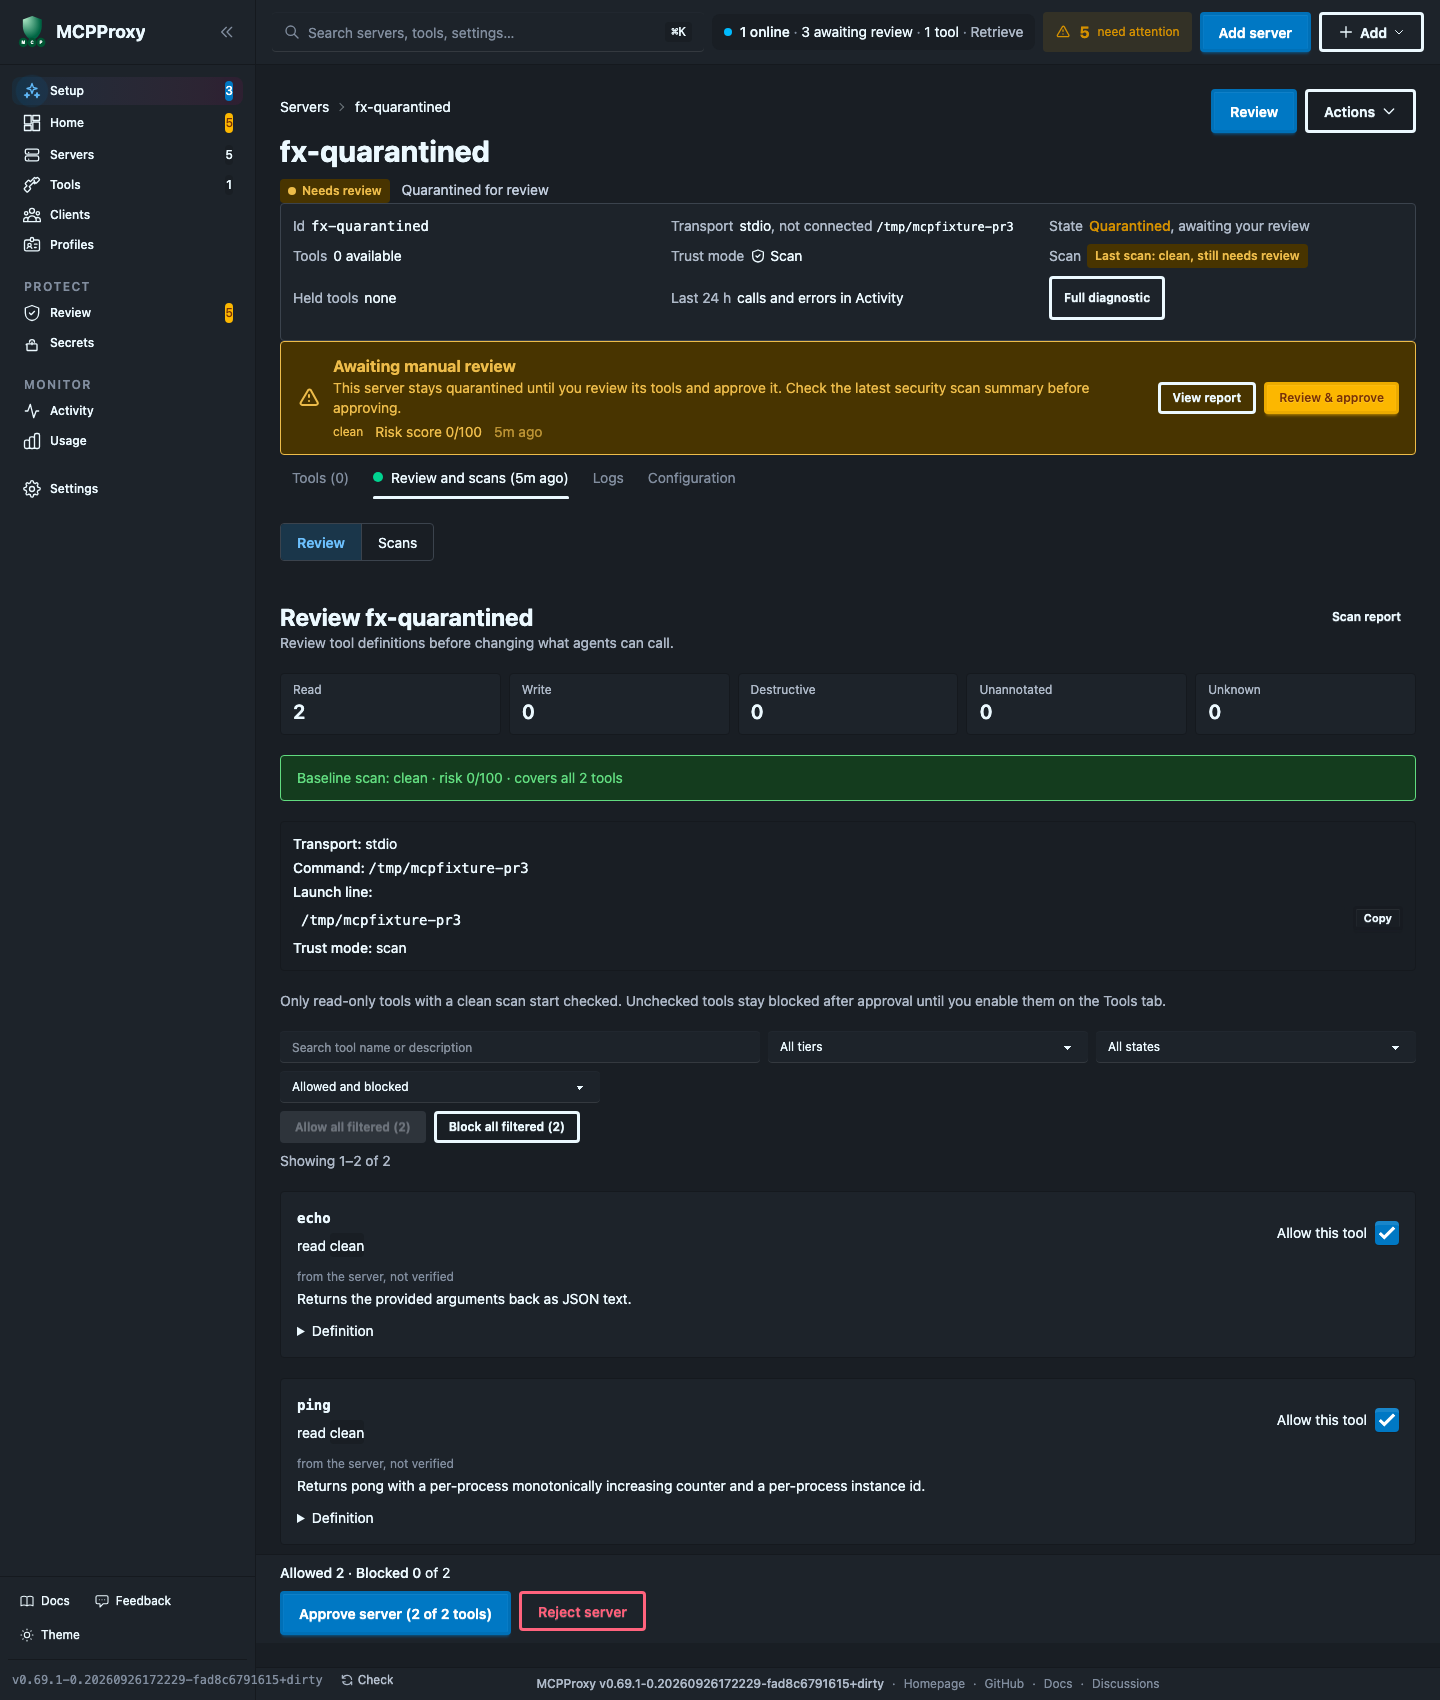 MCPProxy
Search servers, tools, settings...
⌘K
1 online · 3 awaiting review · 1 tool · Retrieve
5 need attention
Add server
Add
Setup 3
Home 5
Servers 5
Tools 1
Clients
Profiles
PROTECT
Review 5
Secrets
MONITOR
Activity
Usage
Settings
Servers > fx-quarantined
Review
Actions
fx-quarantined
Needs review
Quarantined for review
Id fx-quarantined
Transport stdio, not connected /tmp/mcpfixture-pr3
State Quarantined, awaiting your review
Tools 0 available
Trust mode Scan
Scan Last scan: clean, still needs review
Held tools none
Last 24 h calls and errors in Activity
Full diagnostic
Awaiting manual review
This server stays quarantined until you review its tools and approve it. Check the latest security scan summary before
approving.
clean Risk score 0/100 5m ago
View report
Review & approve
Tools (0)
Review and scans (5m ago)
Logs
Configuration
Review
Scans
Review fx-quarantined
Scan report
Review tool definitions before changing what agents can call.
Read
2
Write
0
Destructive
0
Unannotated
0
Unknown
0
Baseline scan: clean · risk 0/100 · covers all 2 tools
Transport: stdio
Command: /tmp/mcpfixture-pr3
Launch line:
/tmp/mcpfixture-pr3
Copy
Trust mode: scan
Only read-only tools with a clean scan start checked. Unchecked tools stay blocked after approval until you enable them on the Tools tab.
Search tool name or description
All tiers
All states
Allowed and blocked
Allow all filtered (2)
Block all filtered (2)
Showing 1–2 of 2
echo
Allow this tool
read clean
from the server, not verified
Returns the provided arguments back as JSON text.
Definition
ping
Allow this tool
read clean
from the server, not verified
Returns pong with a per-process monotonically increasing counter and a per-process instance id.
Definition
Allowed 2 · Blocked 0 of 2
Approve server (2 of 2 tools)
Reject server
Docs
Feedback
Theme
v0.69.1-0.20260926172229-fad8c6791615+dirty
Check
MCPProxy v0.69.1-0.20260926172229-fad8c6791615+dirty · Homepage · GitHub · Docs · Discussions